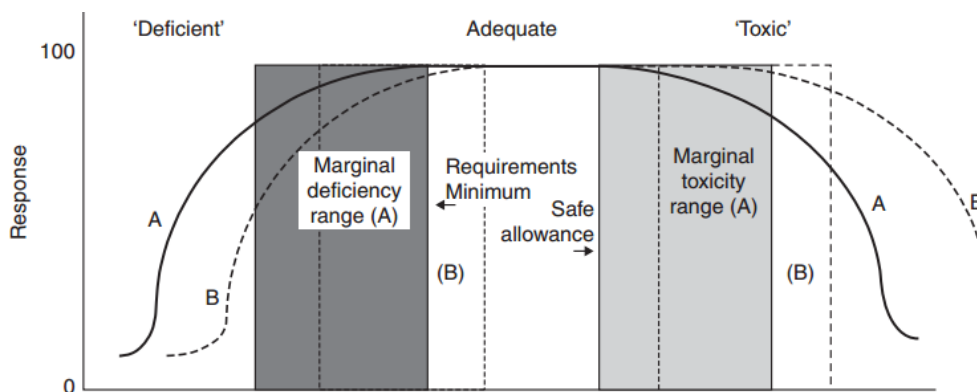 'Deficient'
Adequate
'Toxic'
100
Response
0
A
B
Marginal
deficiency
range (A)
Requirements
Minimum
Safe
allowance
(B)
Marginal
toxicity
range (A)
(B)
A
B